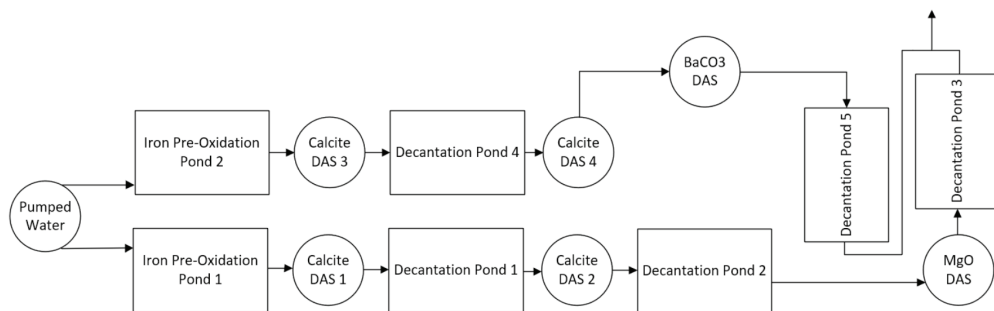 BaCO3
DAS
Iron Pre-Oxidation
Pond 2
Calcite
DAS 3
Decantation Pond 4
Calcite
DAS 4
Decantation Pond 5
Decantation Pond 3
Pumped
Water
Iron Pre-Oxidation
Pond 1
Calcite
DAS 1
Decantation Pond 1
Calcite
DAS 2
Decantation Pond 2
MgO
DAS